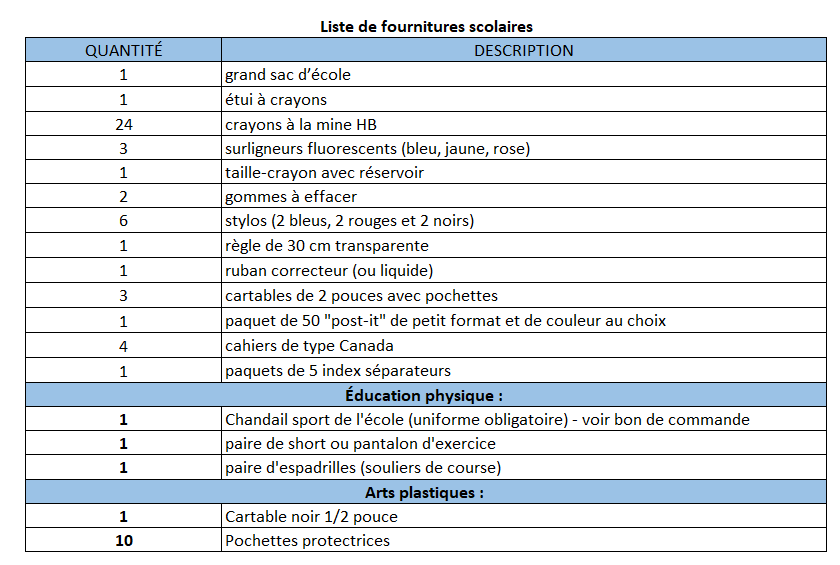 Liste de fournitures scolaires
QUANTITÉ DESCRIPTION
1 grand sac d’école
1 étui à crayons
24 crayons à la mine HB
3 surligneurs fluorescents (bleu, jaune, rose)
1 taille-crayon avec réservoir
2 gommes à effacer
6 stylos (2 bleus, 2 rouges et 2 noirs)
1 règle de 30 cm transparente
1 ruban correcteur (ou liquide)
3 cartables de 2 pouces avec pochettes
1 paquet de 50 "post-it" de petit format et de couleur au choix
4 cahiers de type Canada
1 paquets de 5 index séparateurs
Éducation physique :
1 Chandail sport de l'école (uniforme obligatoire) - voir bon de commande
1 paire de short ou pantalon d'exercice
1 paire d'espadrilles (souliers de course)
Arts plastiques :
1 Cartable noir 1/2 pouce
10 Pochettes protectrices